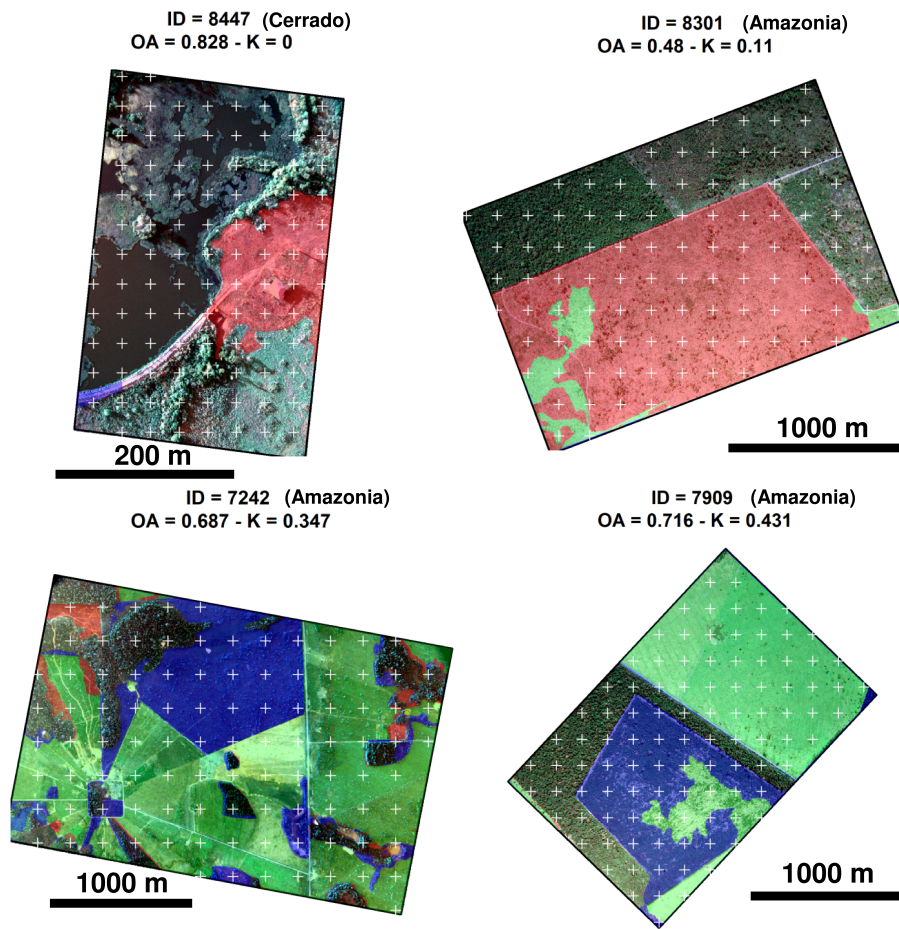 ID = 8447 (Cerrado)
OA = 0.828 - K = 0
200 m
ID = 8301 (Amazonia)
OA = 0.48 - K = 0.11
1000 m
ID = 7242 (Amazonia)
OA = 0.687 - K = 0.347
1000 m
ID = 7909 (Amazonia)
OA = 0.716 - K = 0.431
1000 m